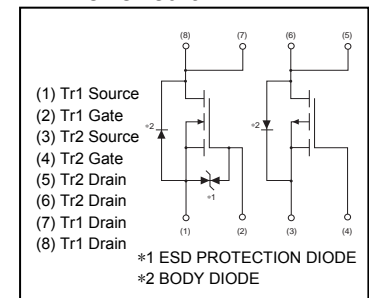 (8) (7) (6) (5)
(1) Tr1 Source
(2) Tr1 Gate
(3) Tr2 Source
(4) Tr2 Gate
(5) Tr2 Drain
(6) Tr2 Drain
(7) Tr1 Drain
(8) Tr1 Drain
∗2 ∗2
∗1
(1) (2) (3) (4)
∗1 ESD PROTECTION DIODE
∗2 BODY DIODE